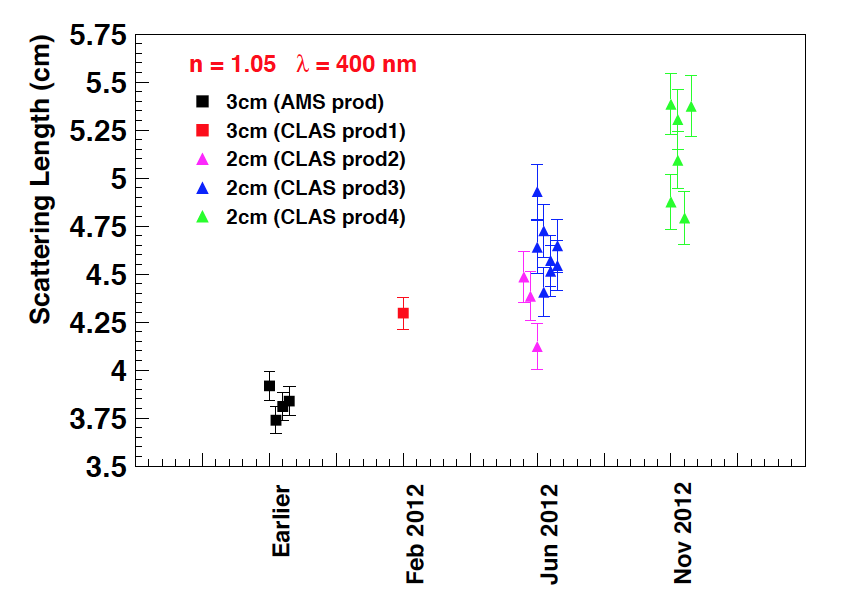 5.75
5.5
5.25
5
4.75
4.5
4.25
4
3.75
3.5
Scattering Length (cm)
n = 1.05 λ = 400 nm
3cm (AMS prod)
3cm (CLAS prod1)
2cm (CLAS prod2)
2cm (CLAS prod3)
2cm (CLAS prod4)
Earlier
Feb 2012
Jun 2012
Nov 2012